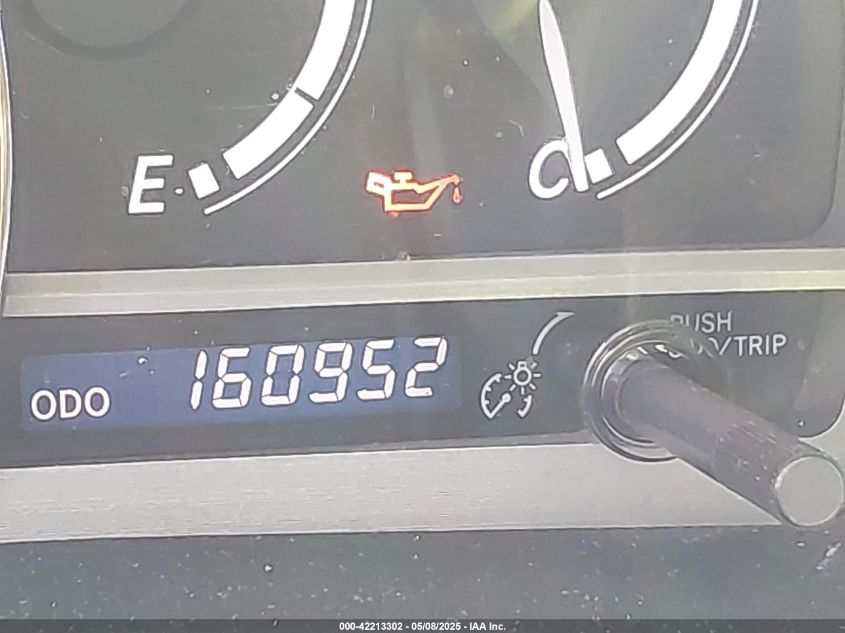 E
C
PUSH
/TRIP
ODO 160952
000-42213302 - 05/08/2025 - IAA Inc.